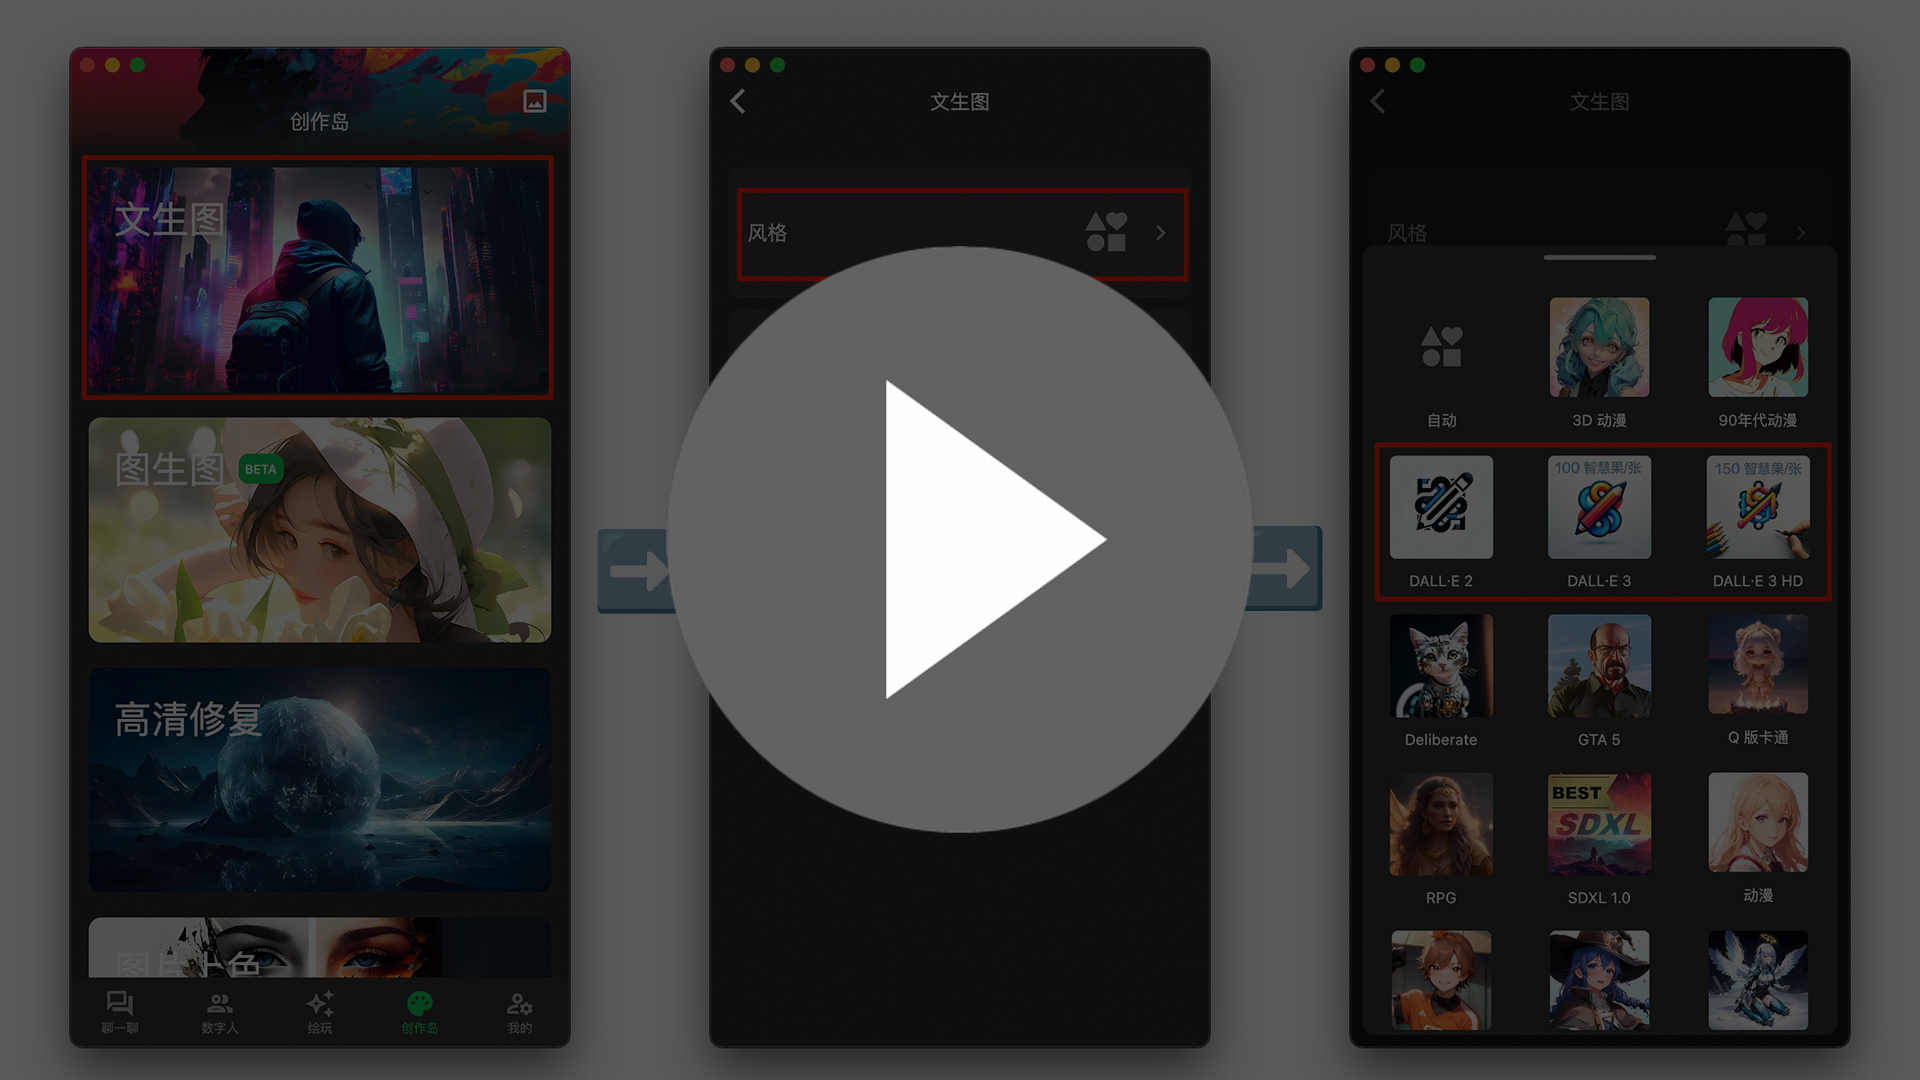 创作岛
文生图
图生图
BETA
高清修复
图片上色
聊一聊
数字人
绘玩
创作岛
我的
文生图
风格
文生图
风格
自动
3D 动漫
90年代动漫
100 智慧果/张
150 智慧果/张
DALL·E 2
DALL·E 3
DALL·E 3 HD
Deliberate
GTA 5
Q 版卡通
BEST
SDXL
RPG
SDXL 1.0
动漫